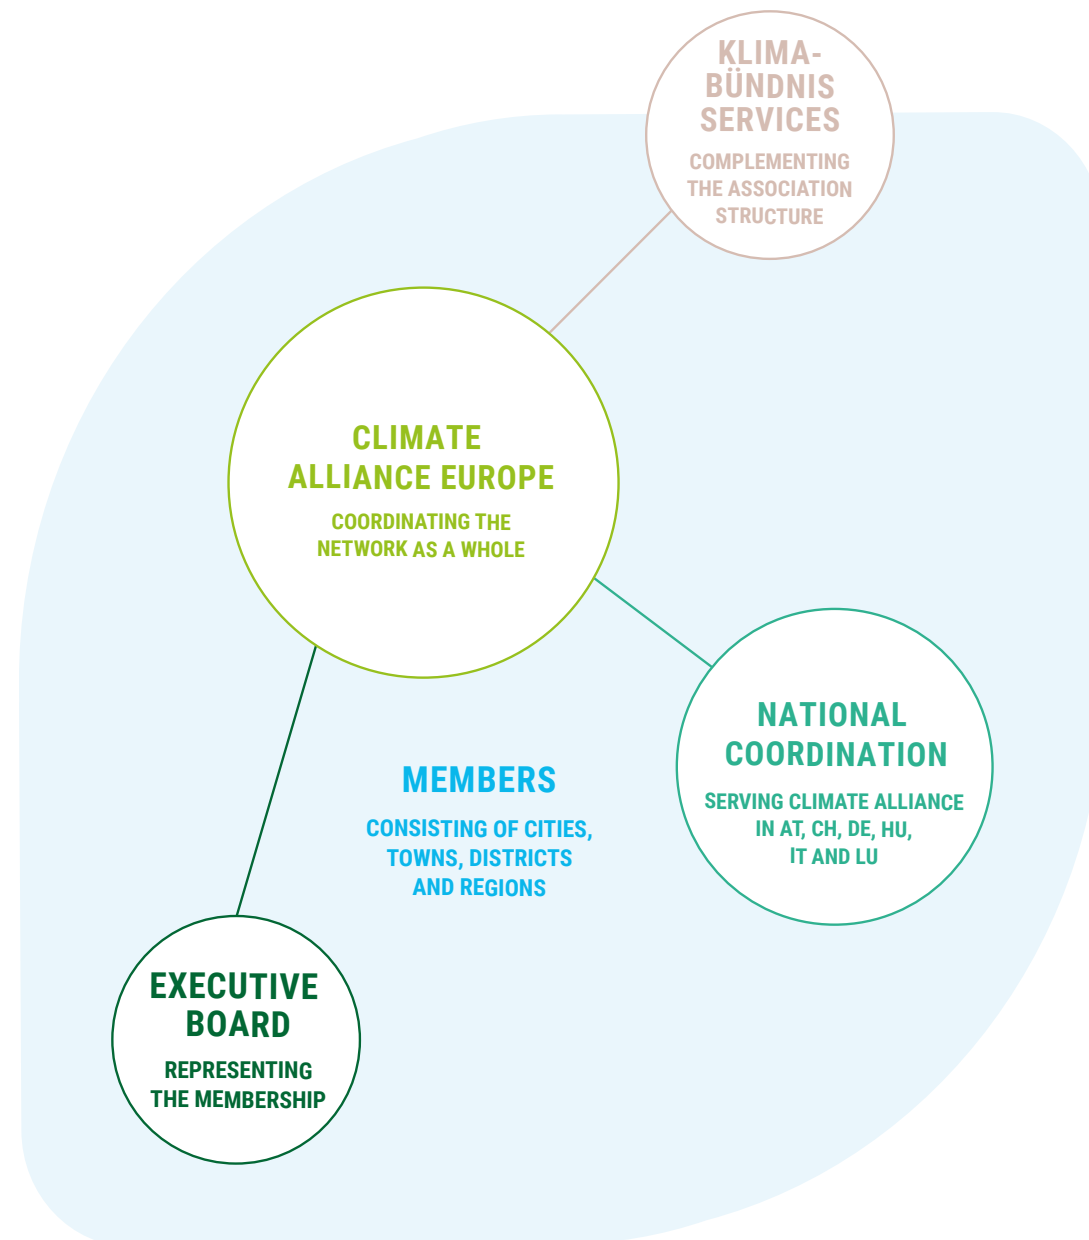 KLIMA-
BÜNDNIS
SERVICES
COMPLEMENTING
THE ASSOCIATION
STRUCTURE
CLIMATE
ALLIANCE EUROPE
COORDINATING THE
NETWORK AS A WHOLE
NATIONAL
COORDINATION
SERVING CLIMATE ALLIANCE
IN AT, CH, DE, HU,
IT AND LU
MEMBERS
CONSISTING OF CITIES,
TOWNS, DISTRICTS
AND REGIONS
EXECUTIVE
BOARD
REPRESENTING
THE MEMBERSHIP